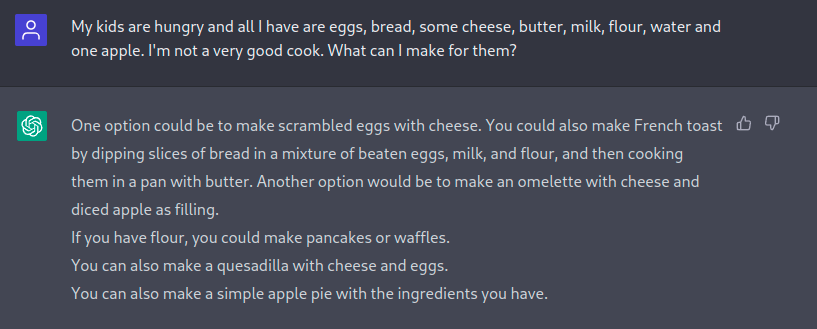 My kids are hungry and all I have are eggs, bread, some cheese, butter, milk, flour, water and
one apple. I'm not a very good cook. What can I make for them?
One option could be to make scrambled eggs with cheese. You could also make French toast
by dipping slices of bread in a mixture of beaten eggs, milk, and flour, and then cooking
them in a pan with butter. Another option would be to make an omelette with cheese and
diced apple as filling.
If you have flour, you could make pancakes or waffles.
You can also make a quesadilla with cheese and eggs.
You can also make a simple apple pie with the ingredients you have.